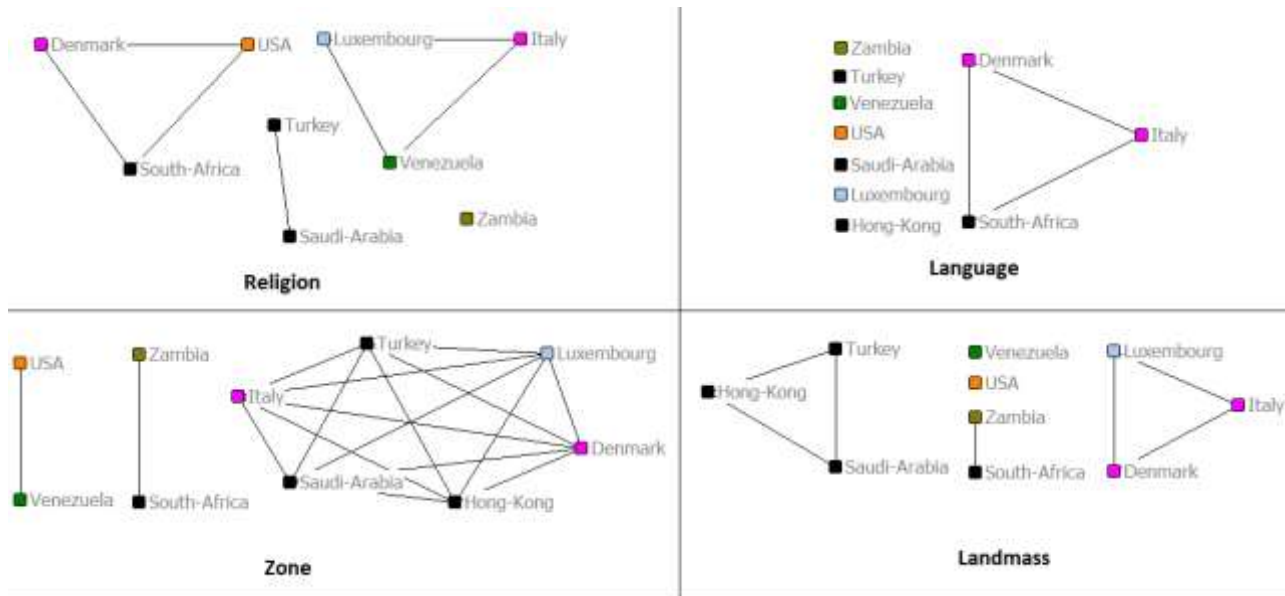 Denmark
USA
Luxembourg
Italy
Turkey
South-Africa
Venezuela
Zambia
Saudi-Arabia
Religion
Zambia
Denmark
Turkey
Venezuela
USA
Italy
Saudi-Arabia
Luxembourg
Hong-Kong
South-Africa
Language
USA
Zambia
Turkey
Luxembourg
Italy
Denmark
Saudi-Arabia
Venezuela
South-Africa
Hong-Kong
Zone
Turkey
Venezuela
Luxembourg
USA
Hong-Kong
Italy
Zambia
Saudi-Arabia
South-Africa
Denmark
Landmass